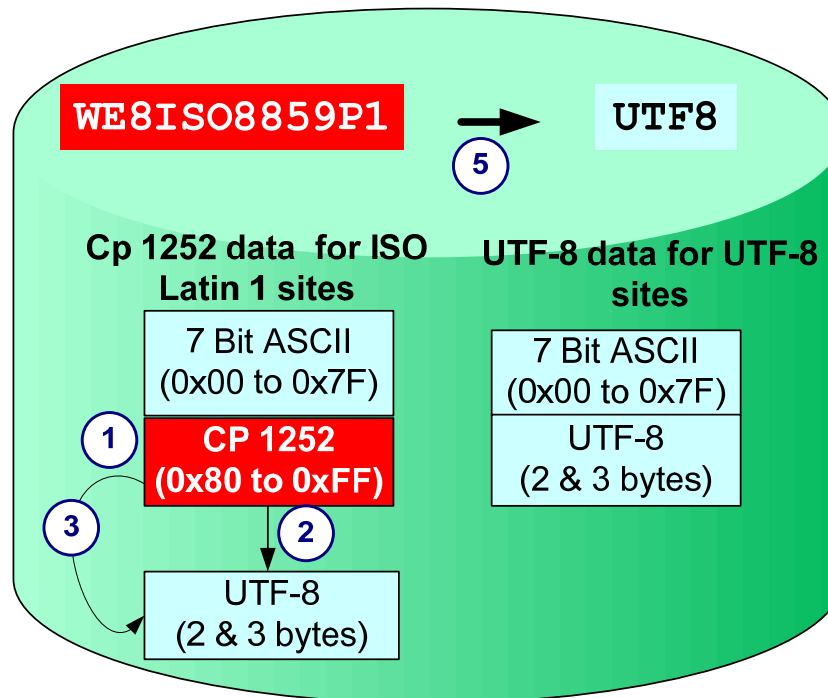 WE8ISO8859P1
UTF8
5
Cp 1252 data  for ISO
Latin 1 sites
UTF-8 data for UTF-8
sites
7 Bit ASCII
(0x00 to 0x7F)
1
CP 1252
(0x80 to 0xFF)
3
2
UTF-8
(2 & 3 bytes)
7 Bit ASCII
(0x00 to 0x7F)
UTF-8
(2 & 3 bytes)